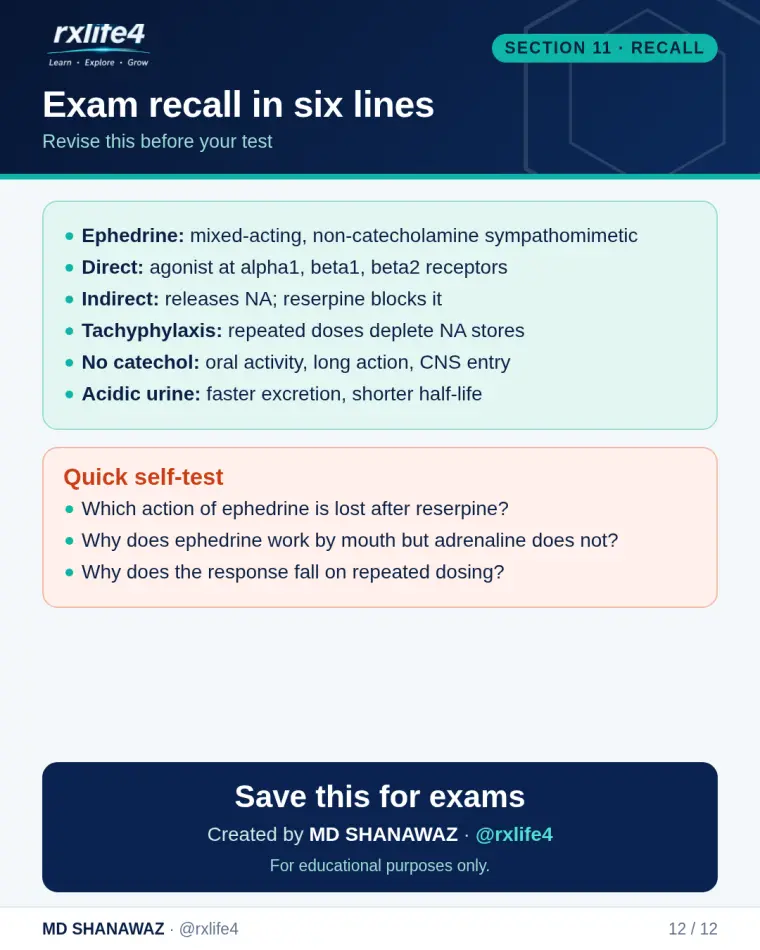 rxlife4
Learn · Explore · Grow
SECTION 11 · RECALL
Exam recall in six lines
Revise this before your test
• Ephedrine: mixed-acting, non-catecholamine sympathomimetic
• Direct: agonist at alpha1, beta1, beta2 receptors
• Indirect: releases NA; reserpine blocks it
• Tachyphylaxis: repeated doses deplete NA stores
• No catechol: oral activity, long action, CNS entry
• Acidic urine: faster excretion, shorter half-life
Quick self-test
• Which action of ephedrine is lost after reserpine?
• Why does ephedrine work by mouth but adrenaline does not?
• Why does the response fall on repeated dosing?
Save this for exams
Created by MD SHANAWAZ · @rxlife4
For educational purposes only.
MD SHANAWAZ · @rxlife4
12 / 12